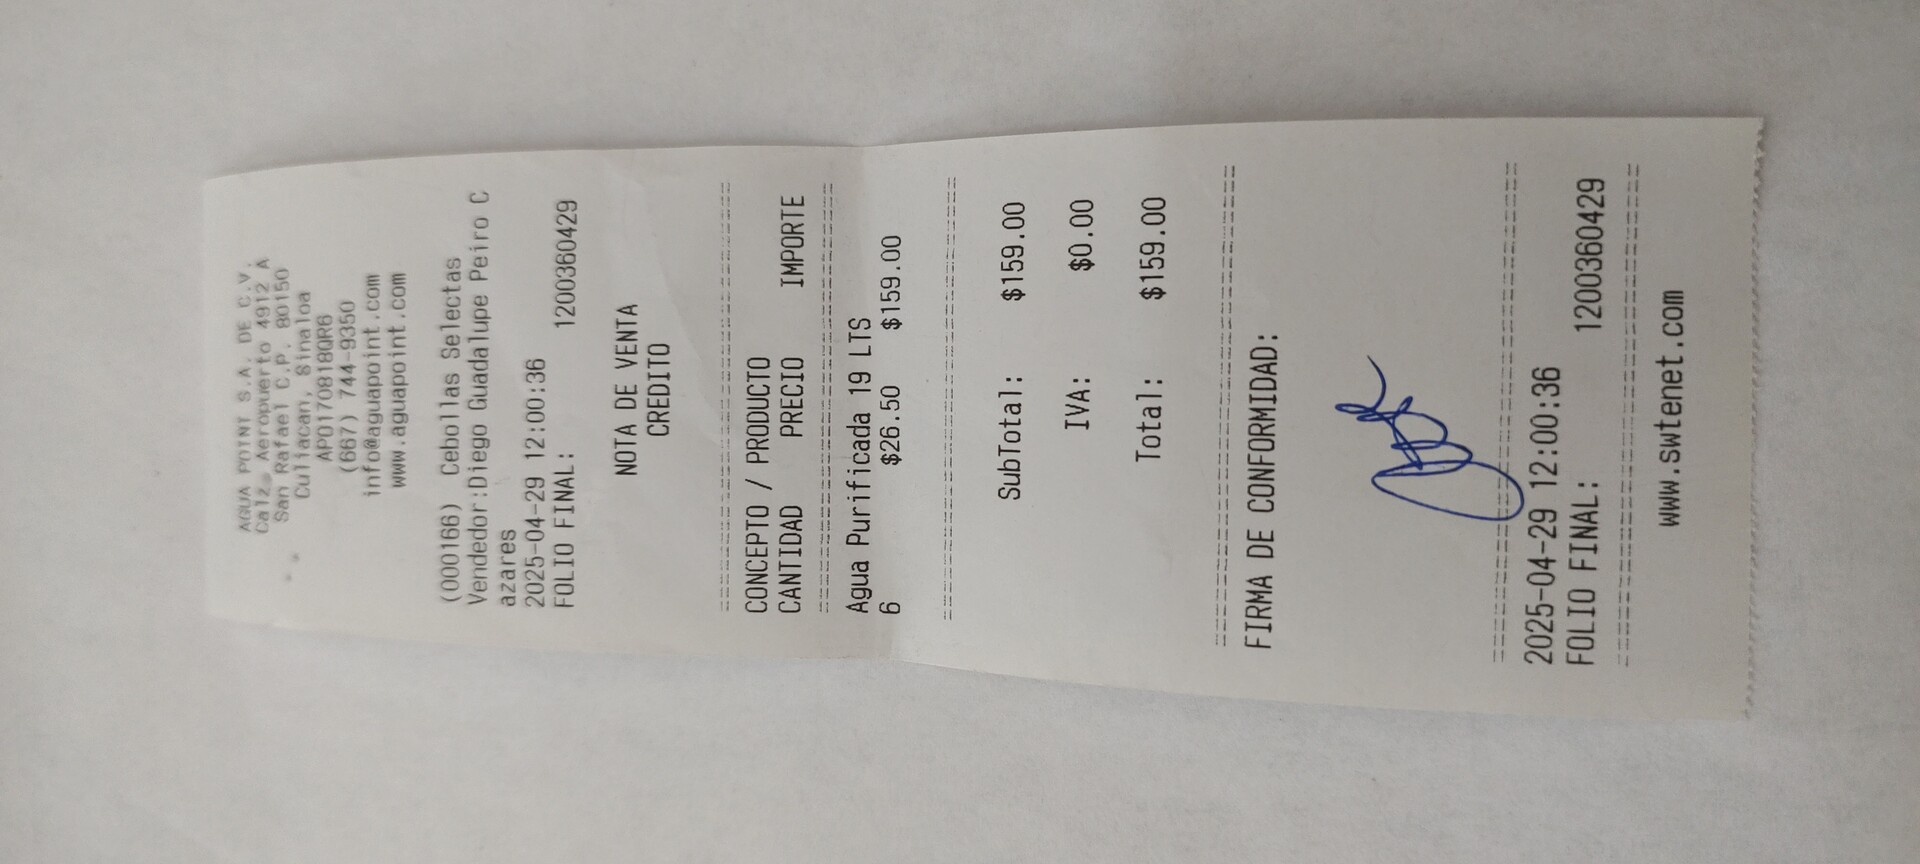 AGUA POINT S.A. DE C.V.
Calz. Aeropuerto 4912 A
San Rafael C.P. 80150
Culiacan, Sinaloa
APO170818QR6
(667) 744-9350
info@aguapoint.com
www.aguapoint.com
(000166) Cebollas Selectas
Vendedor:Diego Guadalupe Peiro C
azares
2025-04-29 12:00:36
FOLIO FINAL: 1200360429
NOTA DE VENTA
CREDITO
CONCEPTO / PRODUCTO
CANTIDAD PRECIO IMPORTE
Agua Purificada 19 LTS
6 $26.50 $159.00
SubTotal: $159.00
IVA: $0.00
Total: $159.00
FIRMA DE CONFORMIDAD:
2025-04-29 12:00:36
FOLIO FINAL: 1200360429
www.swtenet.com